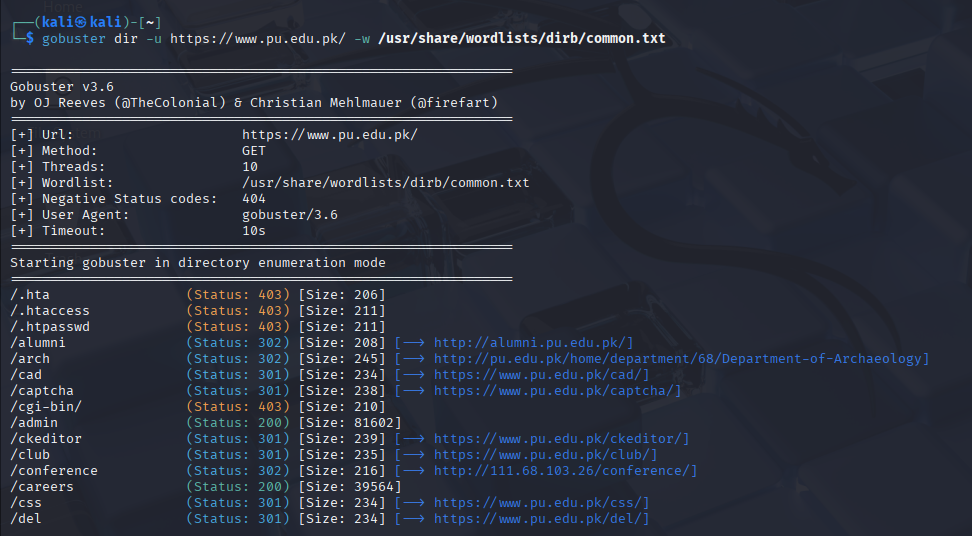 ┌──(kali㉿kali)-[~]
└─$ gobuster dir -u https://www.pu.edu.pk/ -w /usr/share/wordlists/dirb/common.txt
===============================================================
Gobuster v3.6
by OJ Reeves (@TheColonial) & Christian Mehlmauer (@firefart)
===============================================================
[+] Url:                     https://www.pu.edu.pk/
[+] Method:                  GET
[+] Threads:                 10
[+] Wordlist:                /usr/share/wordlists/dirb/common.txt
[+] Negative Status codes:   404
[+] User Agent:              gobuster/3.6
[+] Timeout:                 10s
===============================================================
Starting gobuster in directory enumeration mode
===============================================================
/.hta                 (Status: 403) [Size: 206]
/.htaccess            (Status: 403) [Size: 211]
/.htpasswd            (Status: 403) [Size: 211]
/alumni               (Status: 302) [Size: 208] [--> http://alumni.pu.edu.pk/]
/arch                 (Status: 302) [Size: 245] [--> http://pu.edu.pk/home/department/68/Department-of-Archaeology]
/cad                  (Status: 301) [Size: 234] [--> https://www.pu.edu.pk/cad/]
/captcha              (Status: 301) [Size: 238] [--> https://www.pu.edu.pk/captcha/]
/cgi-bin/             (Status: 403) [Size: 210]
/admin                (Status: 200) [Size: 81602]
/ckeditor             (Status: 301) [Size: 239] [--> https://www.pu.edu.pk/ckeditor/]
/club                 (Status: 301) [Size: 235] [--> https://www.pu.edu.pk/club/]
/conference           (Status: 302) [Size: 216] [--> http://111.68.103.26/conference/]
/careers              (Status: 200) [Size: 39564]
/css                  (Status: 301) [Size: 234] [--> https://www.pu.edu.pk/css/]
/del                  (Status: 301) [Size: 234] [--> https://www.pu.edu.pk/del/]